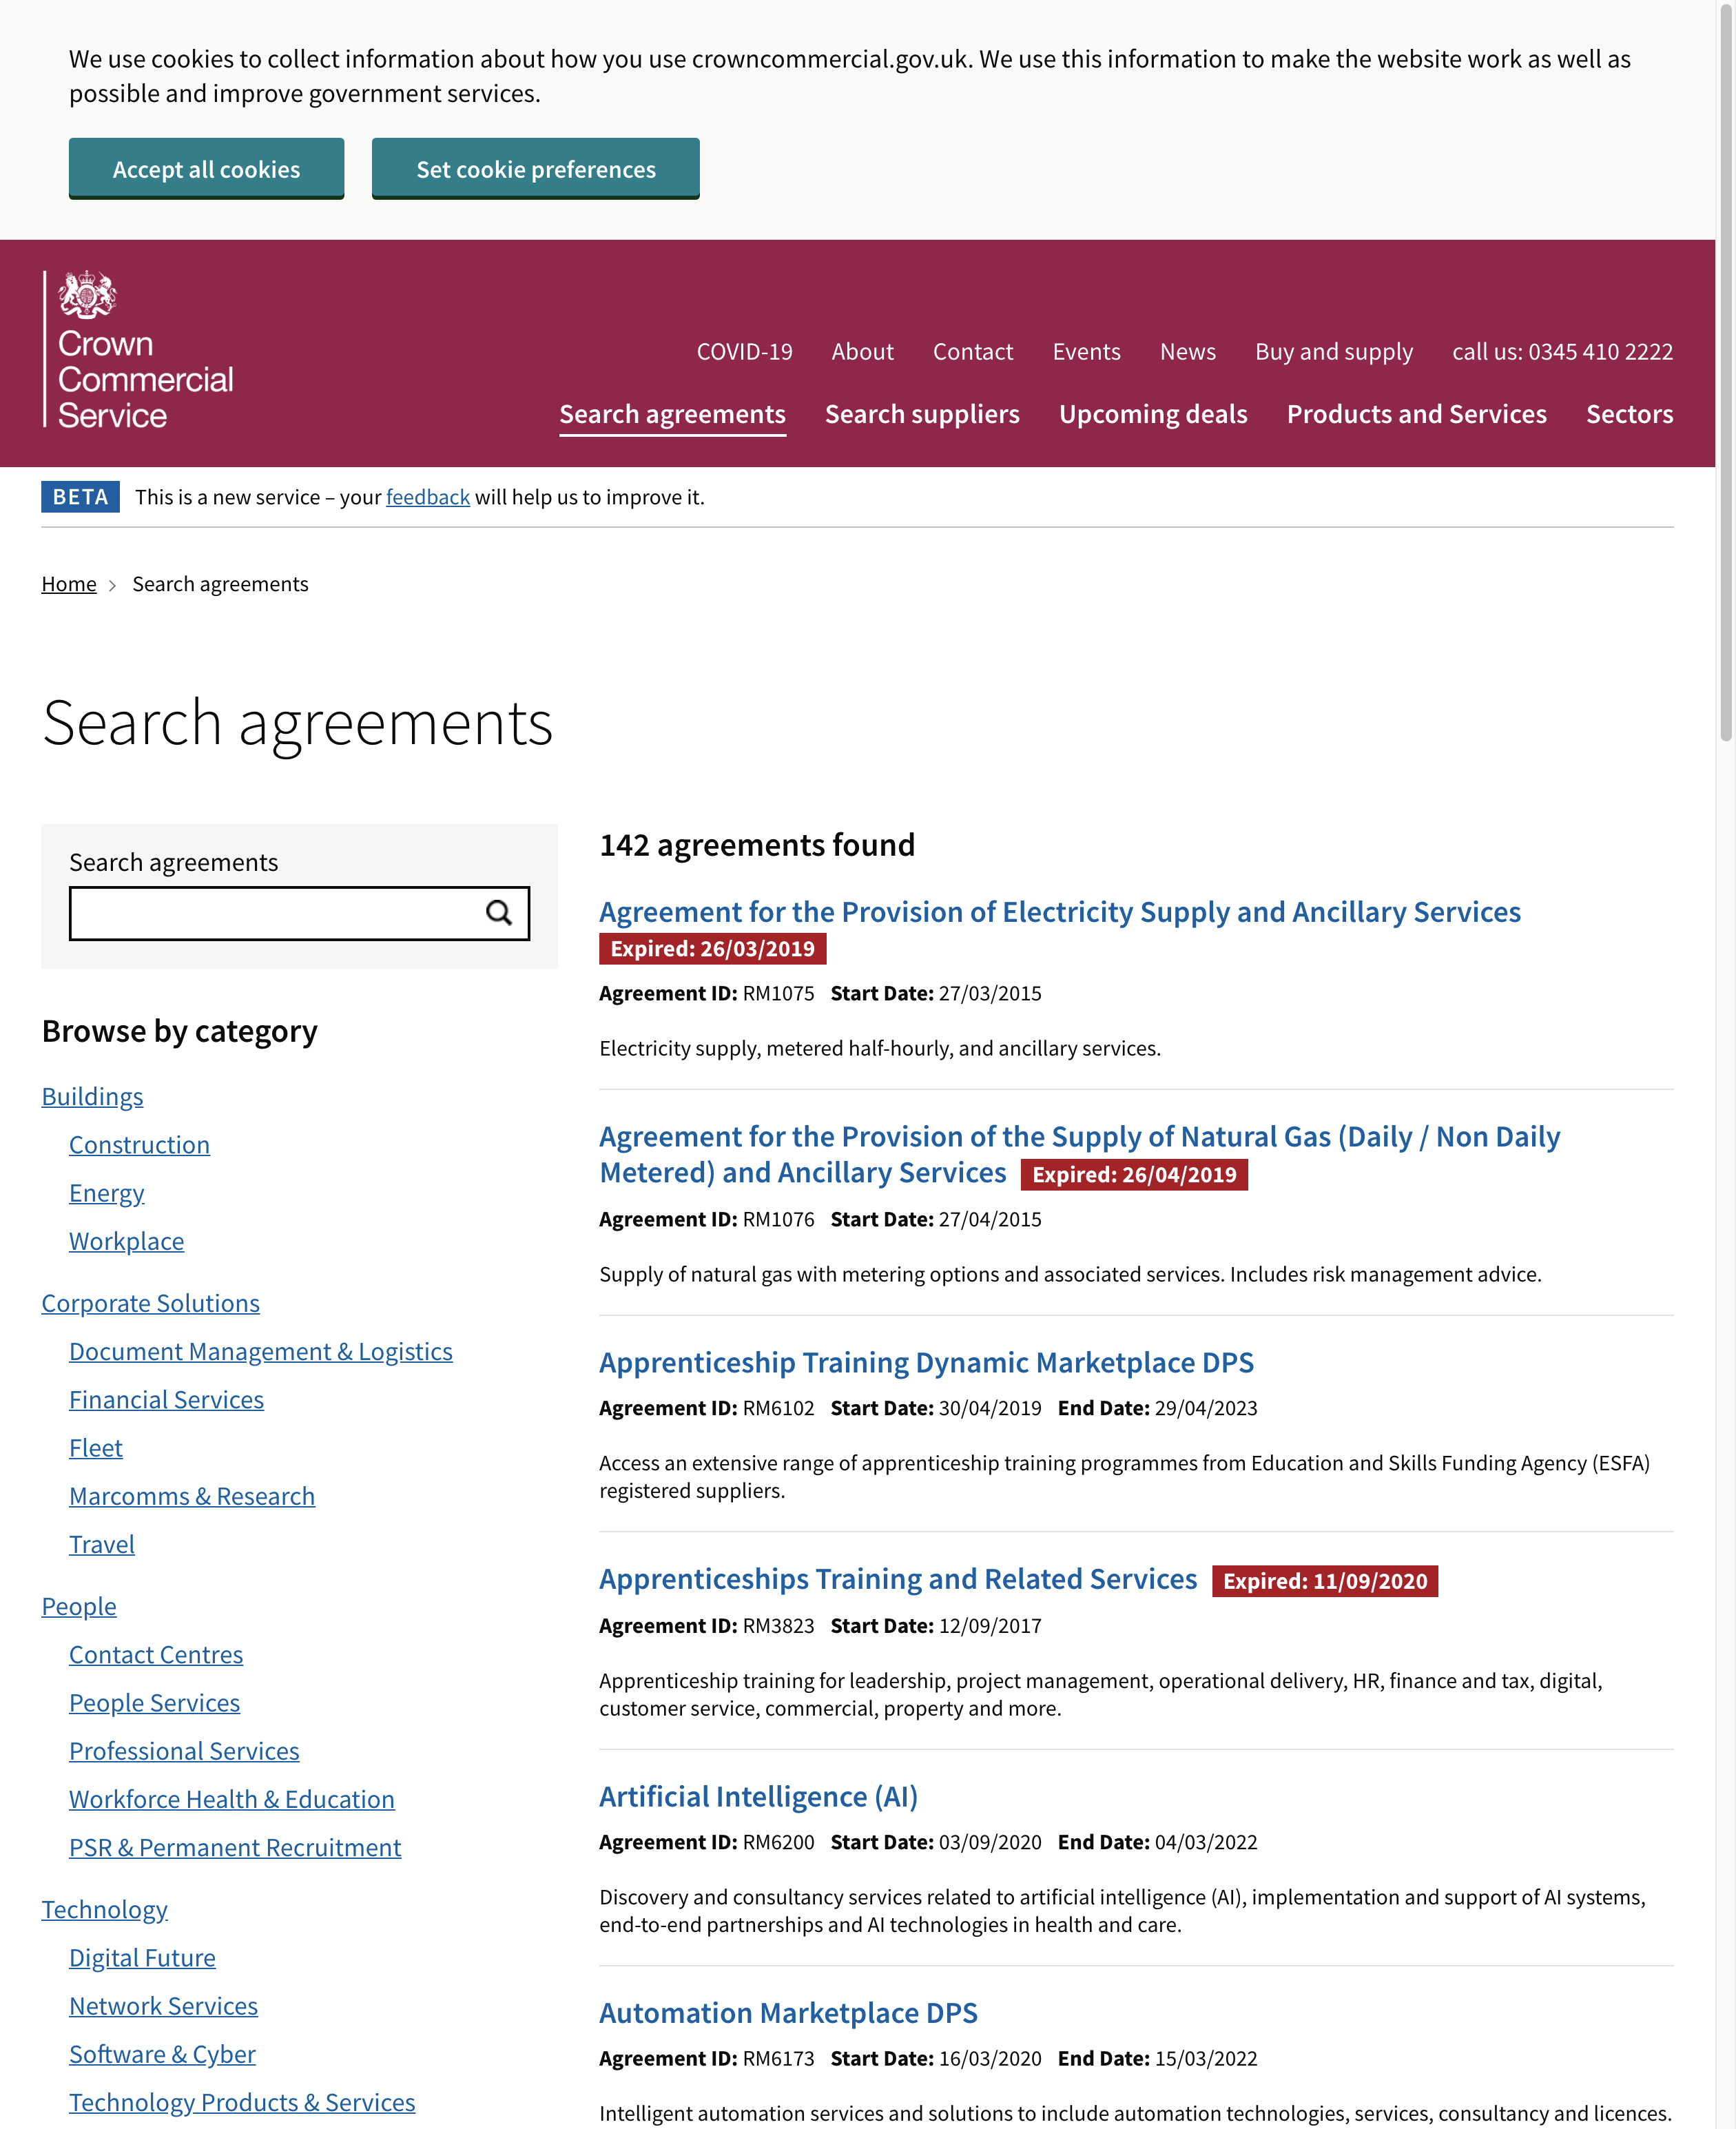 We use cookies to collect information about how you use crowncommercial.gov.uk. We use this information to make the website work as well as
possible and improve government services.
Accept all cookies
Set cookie preferences
Crown
Commercial
Service
COVID-19 About Contact Events News Buy and supply call us: 0345 410 2222
Search agreements Search suppliers Upcoming deals Products and Services Sectors
BETA This is a new service – your feedback will help us to improve it.
Home Search agreements
Search agreements
Search agreements
Browse by category
Buildings
Construction
Energy
Workplace
Corporate Solutions
Document Management & Logistics
Financial Services
Fleet
Marcomms & Research
Travel
People
Contact Centres
People Services
Professional Services
Workforce Health & Education
PSR & Permanent Recruitment
Technology
Digital Future
Network Services
Software & Cyber
Technology Products & Services
142 agreements found
Agreement for the Provision of Electricity Supply and Ancillary Services
Expired: 26/03/2019
Agreement ID: RM1075 Start Date: 27/03/2015
Electricity supply, metered half-hourly, and ancillary services.
Agreement for the Provision of the Supply of Natural Gas (Daily / Non Daily
Metered) and Ancillary Services Expired: 26/04/2019
Agreement ID: RM1076 Start Date: 27/04/2015
Supply of natural gas with metering options and associated services. Includes risk management advice.
Apprenticeship Training Dynamic Marketplace DPS
Agreement ID: RM6102 Start Date: 30/04/2019 End Date: 29/04/2023
Access an extensive range of apprenticeship training programmes from Education and Skills Funding Agency (ESFA)
registered suppliers.
Apprenticeships Training and Related Services Expired: 11/09/2020
Agreement ID: RM3823 Start Date: 12/09/2017
Apprenticeship training for leadership, project management, operational delivery, HR, finance and tax, digital,
customer service, commercial, property and more.
Artificial Intelligence (AI)
Agreement ID: RM6200 Start Date: 03/09/2020 End Date: 04/03/2022
Discovery and consultancy services related to artificial intelligence (AI), implementation and support of AI systems,
end-to-end partnerships and AI technologies in health and care.
Automation Marketplace DPS
Agreement ID: RM6173 Start Date: 16/03/2020 End Date: 15/03/2022
Intelligent automation services and solutions to include automation technologies, services, consultancy and licences.